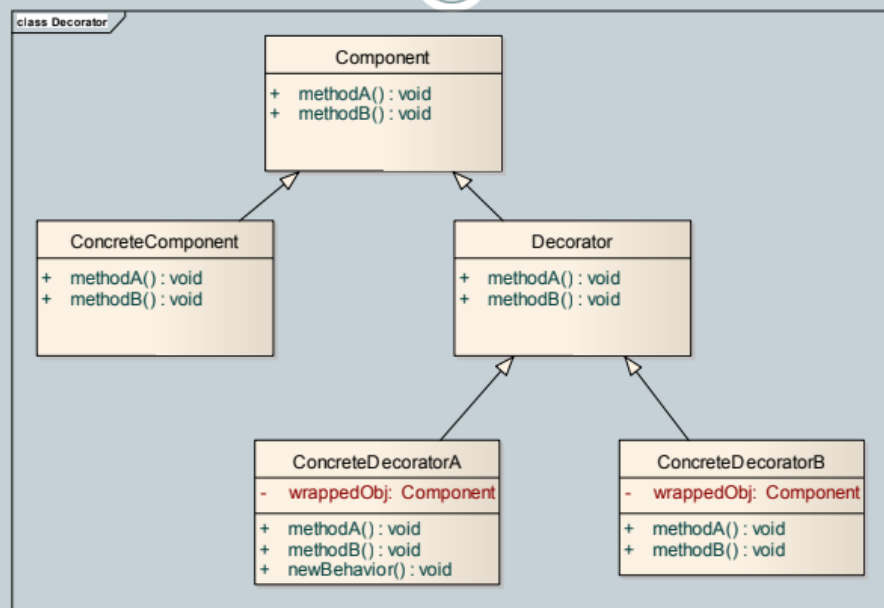 class Decorator
Component
+ methodA() : void
+ methodB() : void
ConcreteComponent
+ methodA() : void
+ methodB() : void
Decorator
+ methodA() : void
+ methodB() : void
ConcreteDecoratorA
- wrappedObj: Component
+ methodA() : void
+ methodB() : void
+ newBehavior() : void
ConcreteDecoratorB
- wrappedObj: Component
+ methodA() : void
+ methodB() : void